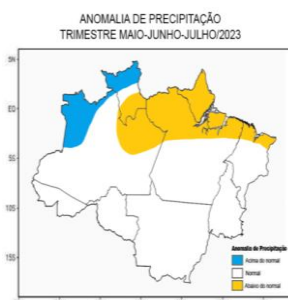 ANOMALIA DE PRECIPITAÇÃO
TRIMESTRE MAIO-JUNHO-JULHO/2023
5N
EQ
5S
10S
15S
Anomalia de Precipitação
Acima do normal
Normal
Abaixo do normal